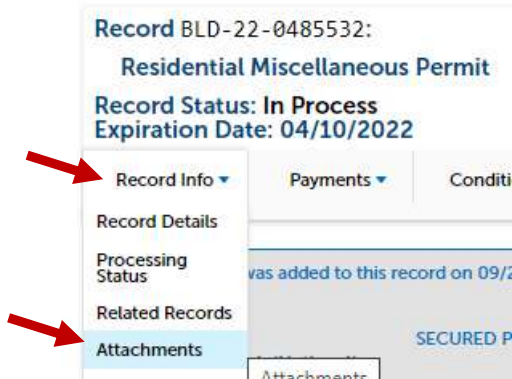 Record BLD-22-0485532:
Residential Miscellaneous Permit
Record Status: In Process
Expiration Date: 04/10/2022
Record Info Payments
Record Details
Processing
Status
was added to this record on 09/2
Related Records
SECURED
Attachments
Attachments